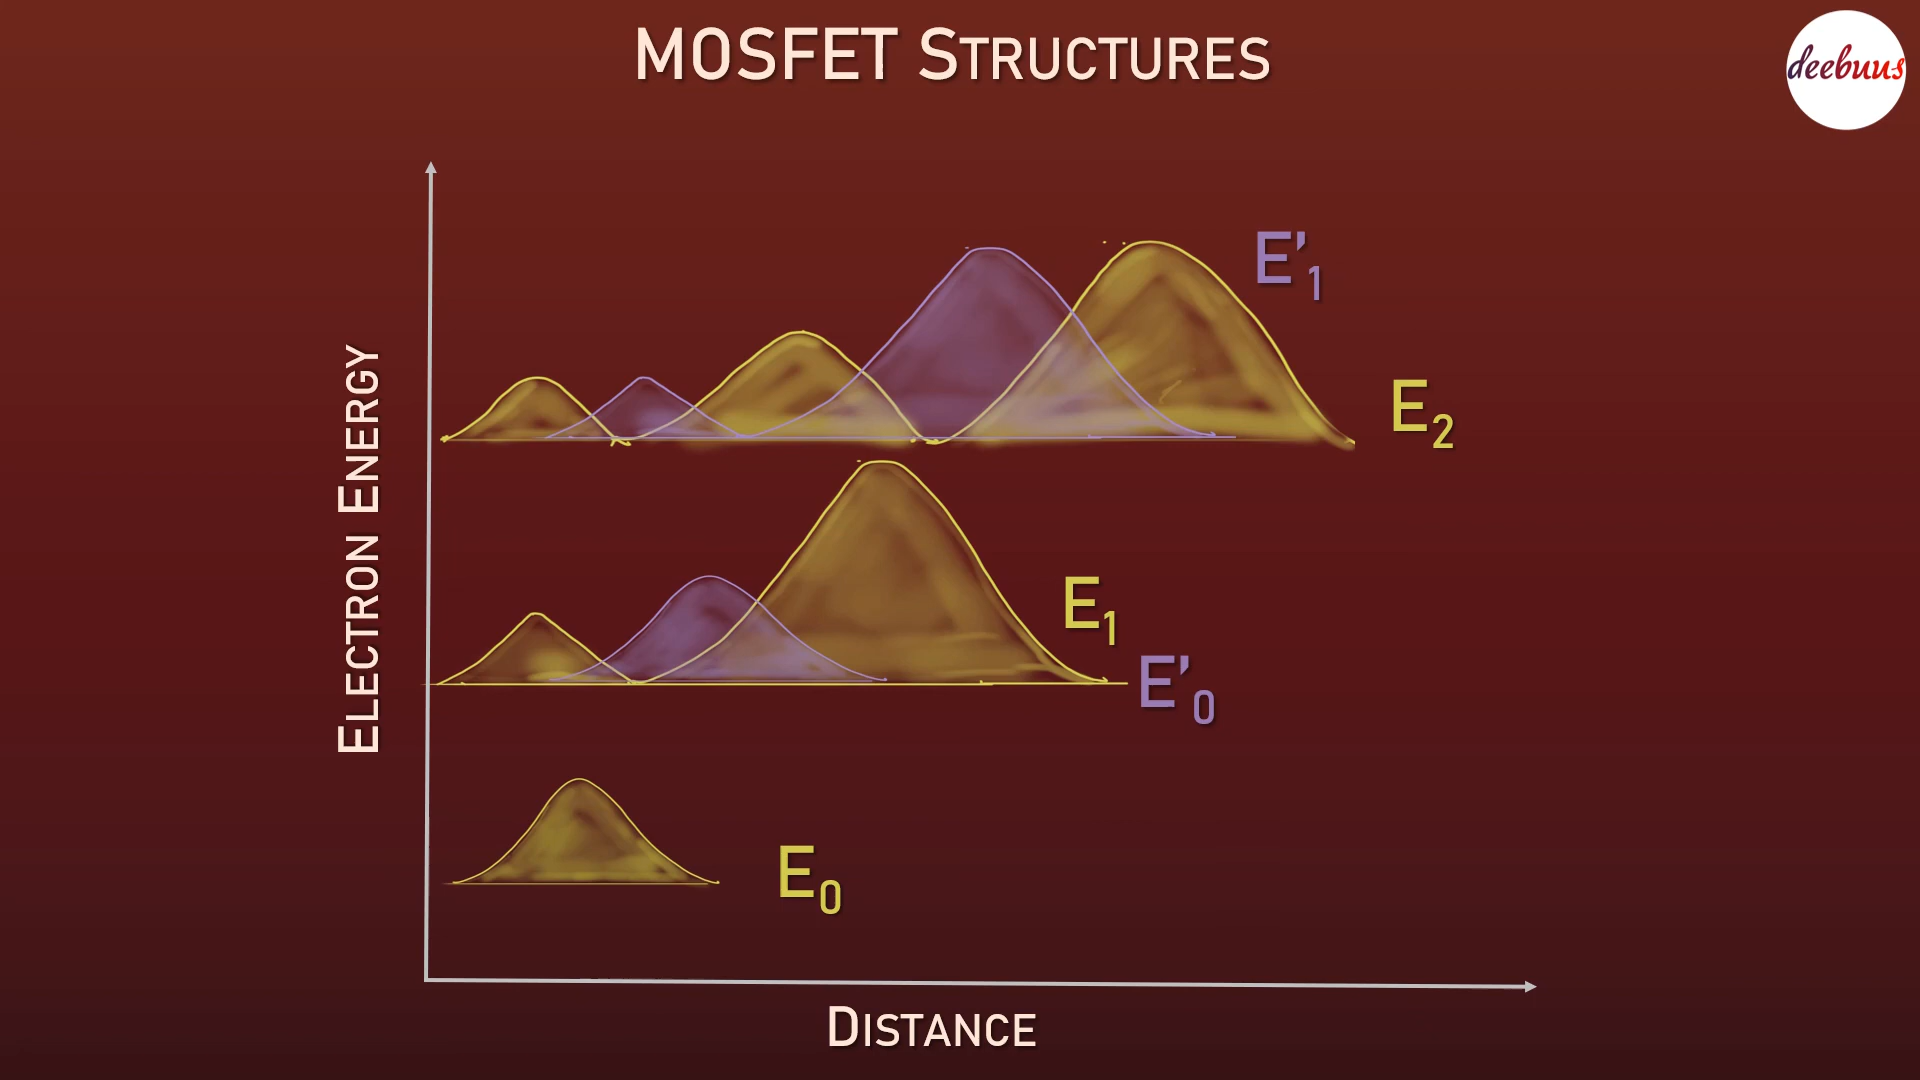 MOSFET STRUCTURES
deebuus
E’1
E2
ELECTRON ENERGY
E1
E’0
E0
DISTANCE